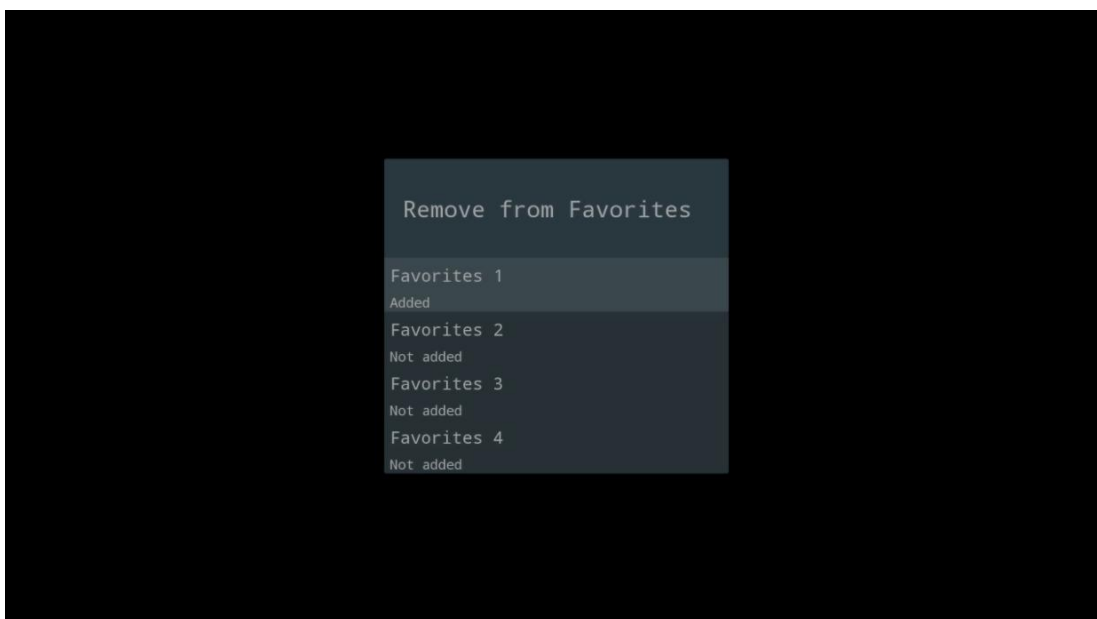 Remove from Favorites
Favorites 1
Added
Favorites 2
Not added
Favorites 3
Not added
Favorites 4
Not added